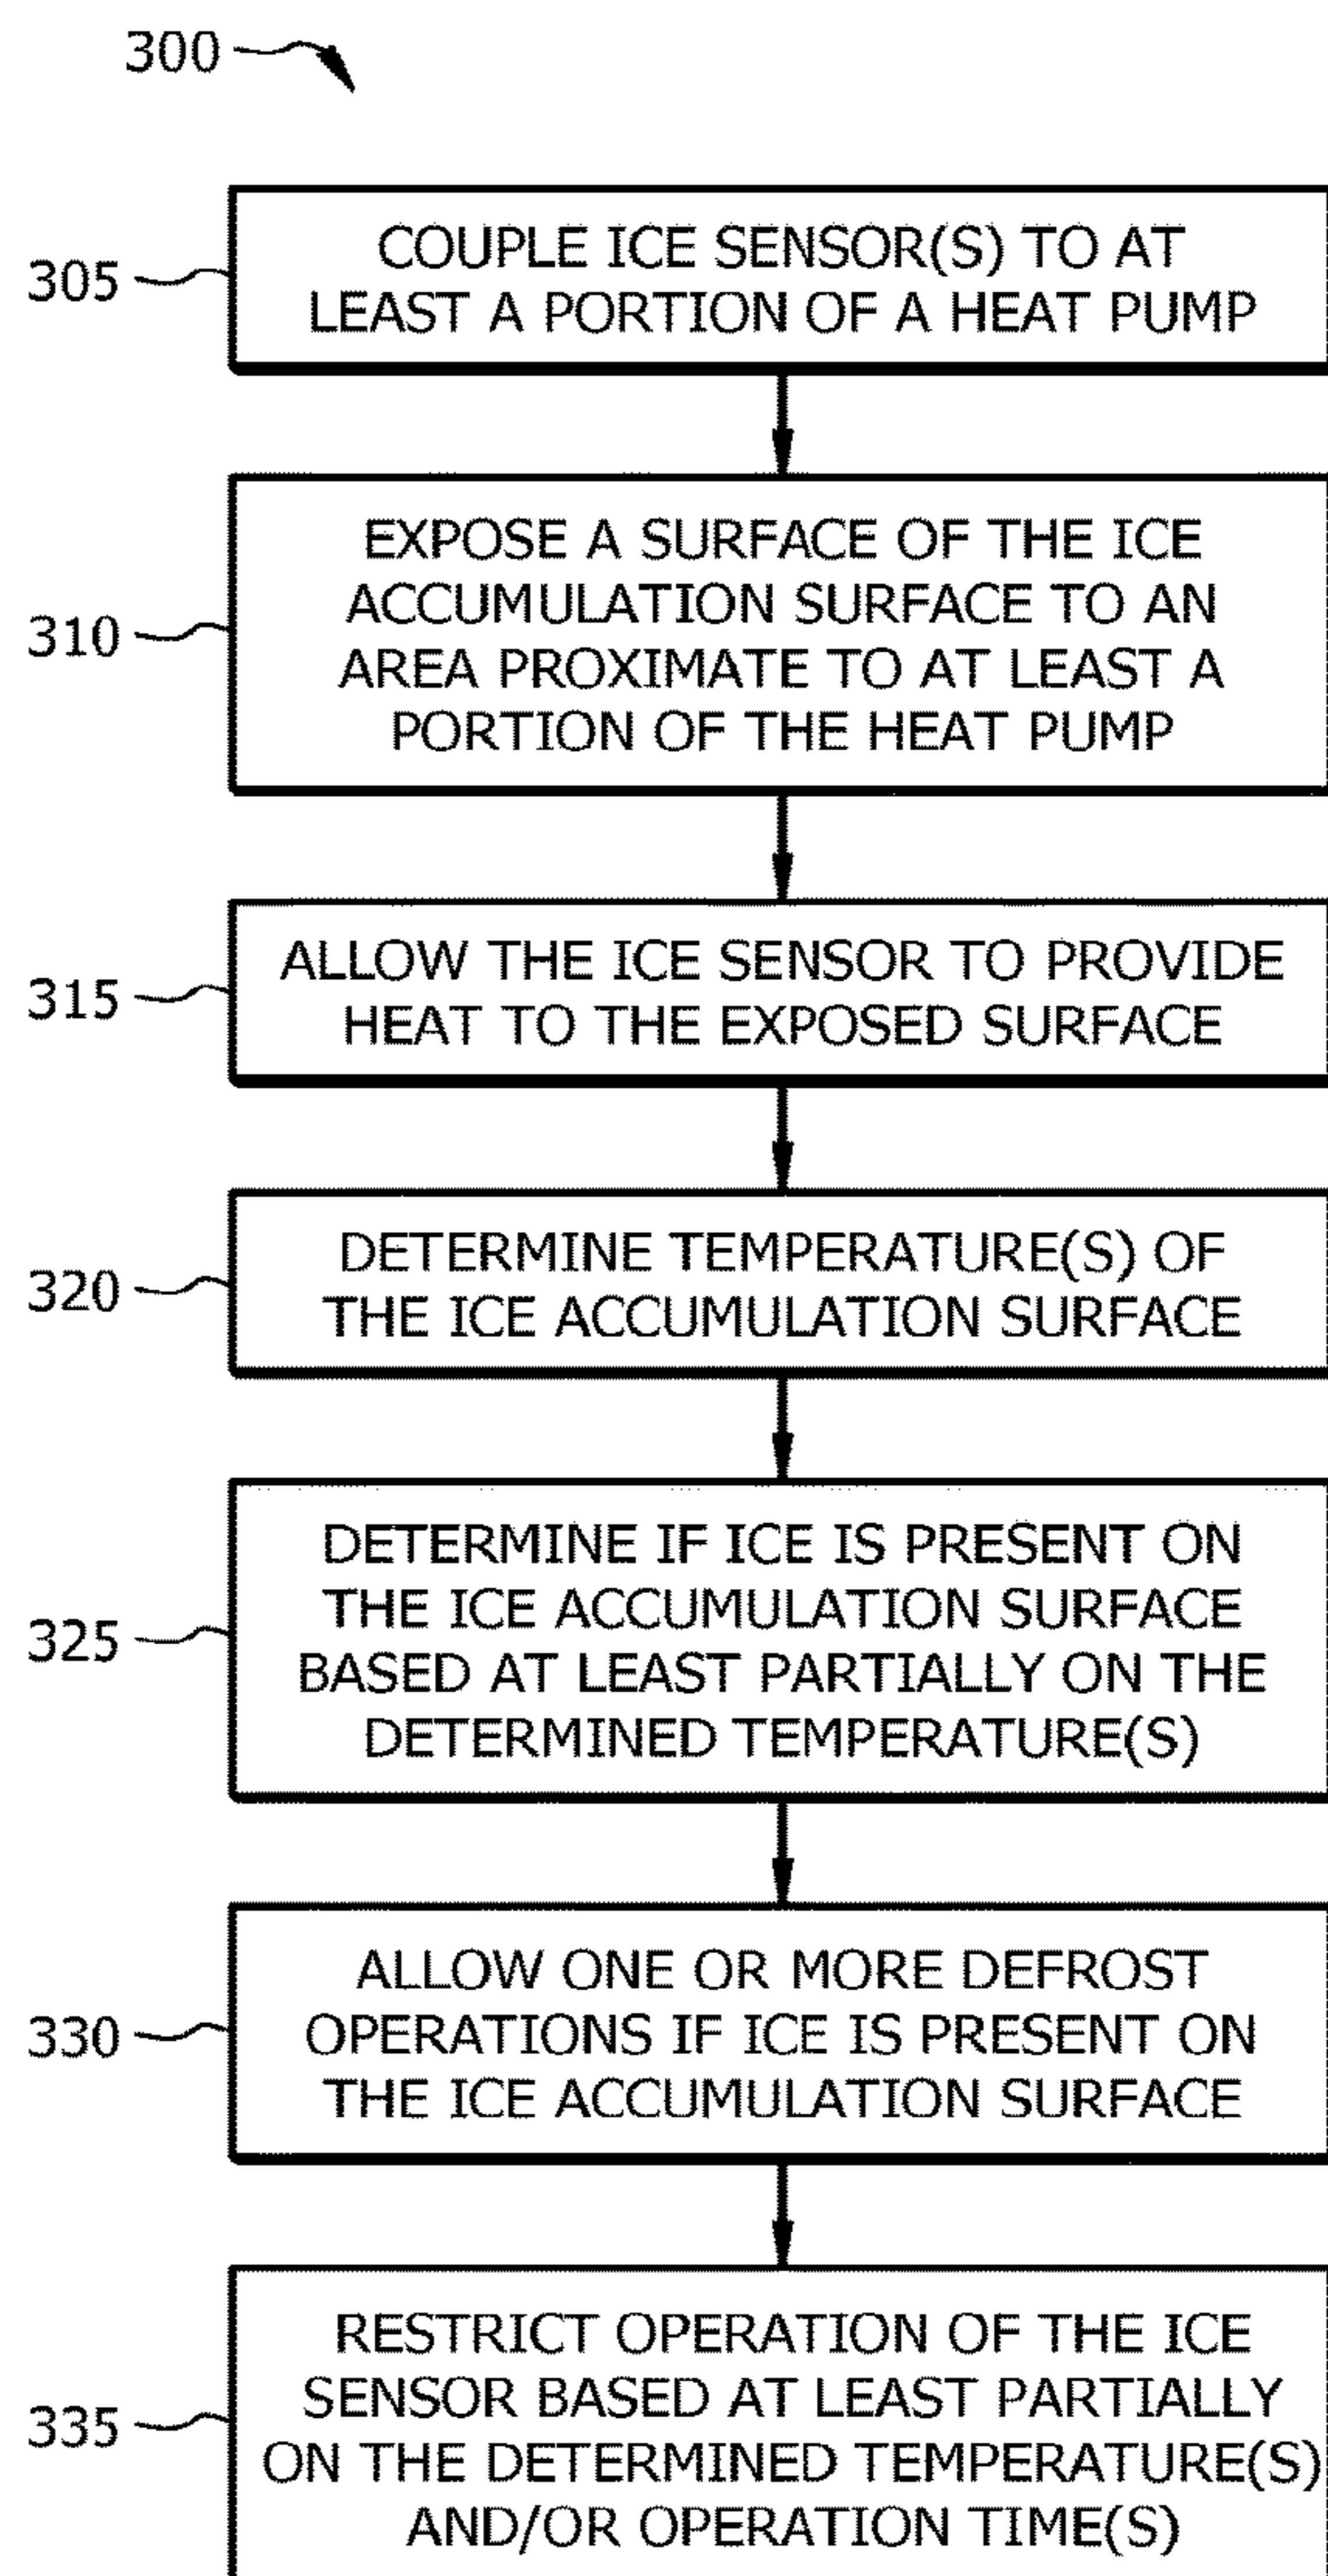 300
305
COUPLE ICE SENSOR(S) TO AT
LEAST A PORTION OF A HEAT PUMP
310
EXPOSE A SURFACE OF THE ICE
ACCUMULATION SURFACE TO AN
AREA PROXIMATE TO AT LEAST A
PORTION OF THE HEAT PUMP
315
ALLOW THE ICE SENSOR TO PROVIDE
HEAT TO THE EXPOSED SURFACE
320
DETERMINE TEMPERATURE(S) OF
THE ICE ACCUMULATION SURFACE
325
DETERMINE IF ICE IS PRESENT ON
THE ICE ACCUMULATION SURFACE
BASED AT LEAST PARTIALLY ON THE
DETERMINED TEMPERATURE(S)
330
ALLOW ONE OR MORE DEFROST
OPERATIONS IF ICE IS PRESENT ON
THE ICE ACCUMULATION SURFACE
335
RESTRICT OPERATION OF THE ICE
SENSOR BASED AT LEAST PARTIALLY
ON THE DETERMINED TEMPERATURE(S)
AND/OR OPERATION TIME(S)